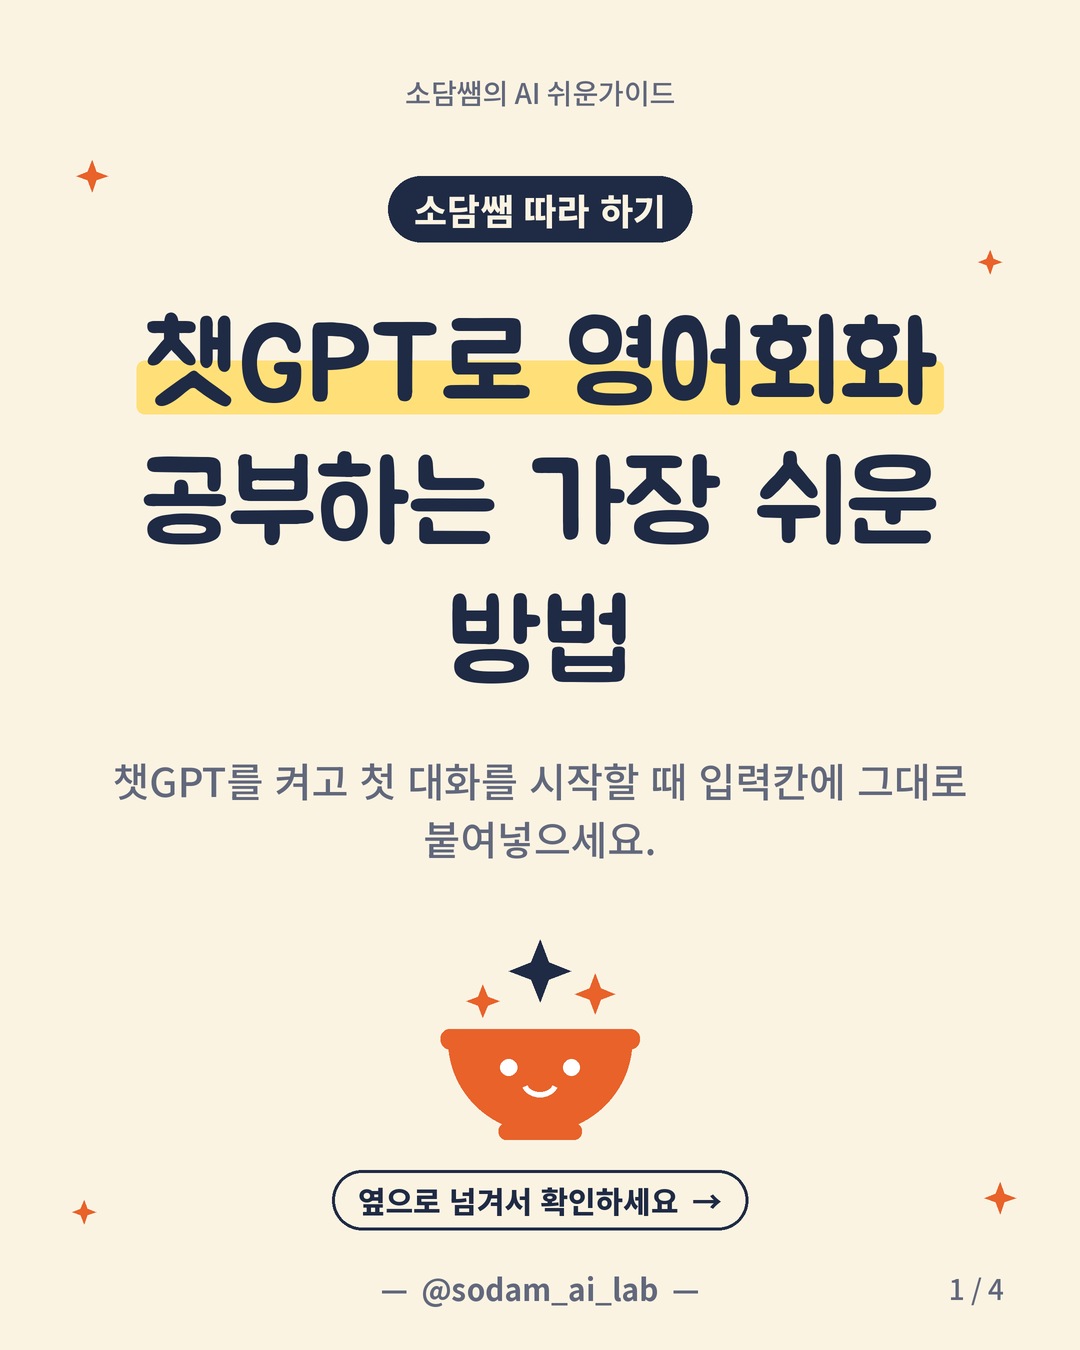 소담쌤의 AI 쉬운가이드
소담쌤 따라 하기
챗GPT로 영어회화
공부하는 가장 쉬운
방법
챗GPT를 켜고 첫 대화를 시작할 때 입력칸에 그대로
붙여넣으세요.
옆으로 넘겨서 확인하세요 →
— @sodam_ai_lab —
1 / 4